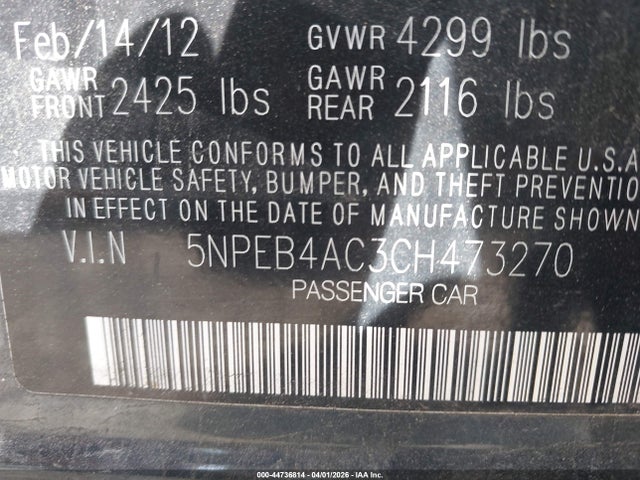 Feb/14/12 GVWR 4299 lbs
GAWR FRONT 2425 lbs GAWR REAR 2116 lbs
THIS VEHICLE CONFORMS TO ALL APPLICABLE U.S.A
MOTOR VEHICLE SAFETY, BUMPER, AND THEFT PREVENTIO
IN EFFECT ON THE DATE OF MANUFACTURE SHOWN
V.I.N 5NPEB4AC3CH473270
PASSENGER CAR
000-44736814 - 04/01/2026 - IAA Inc.